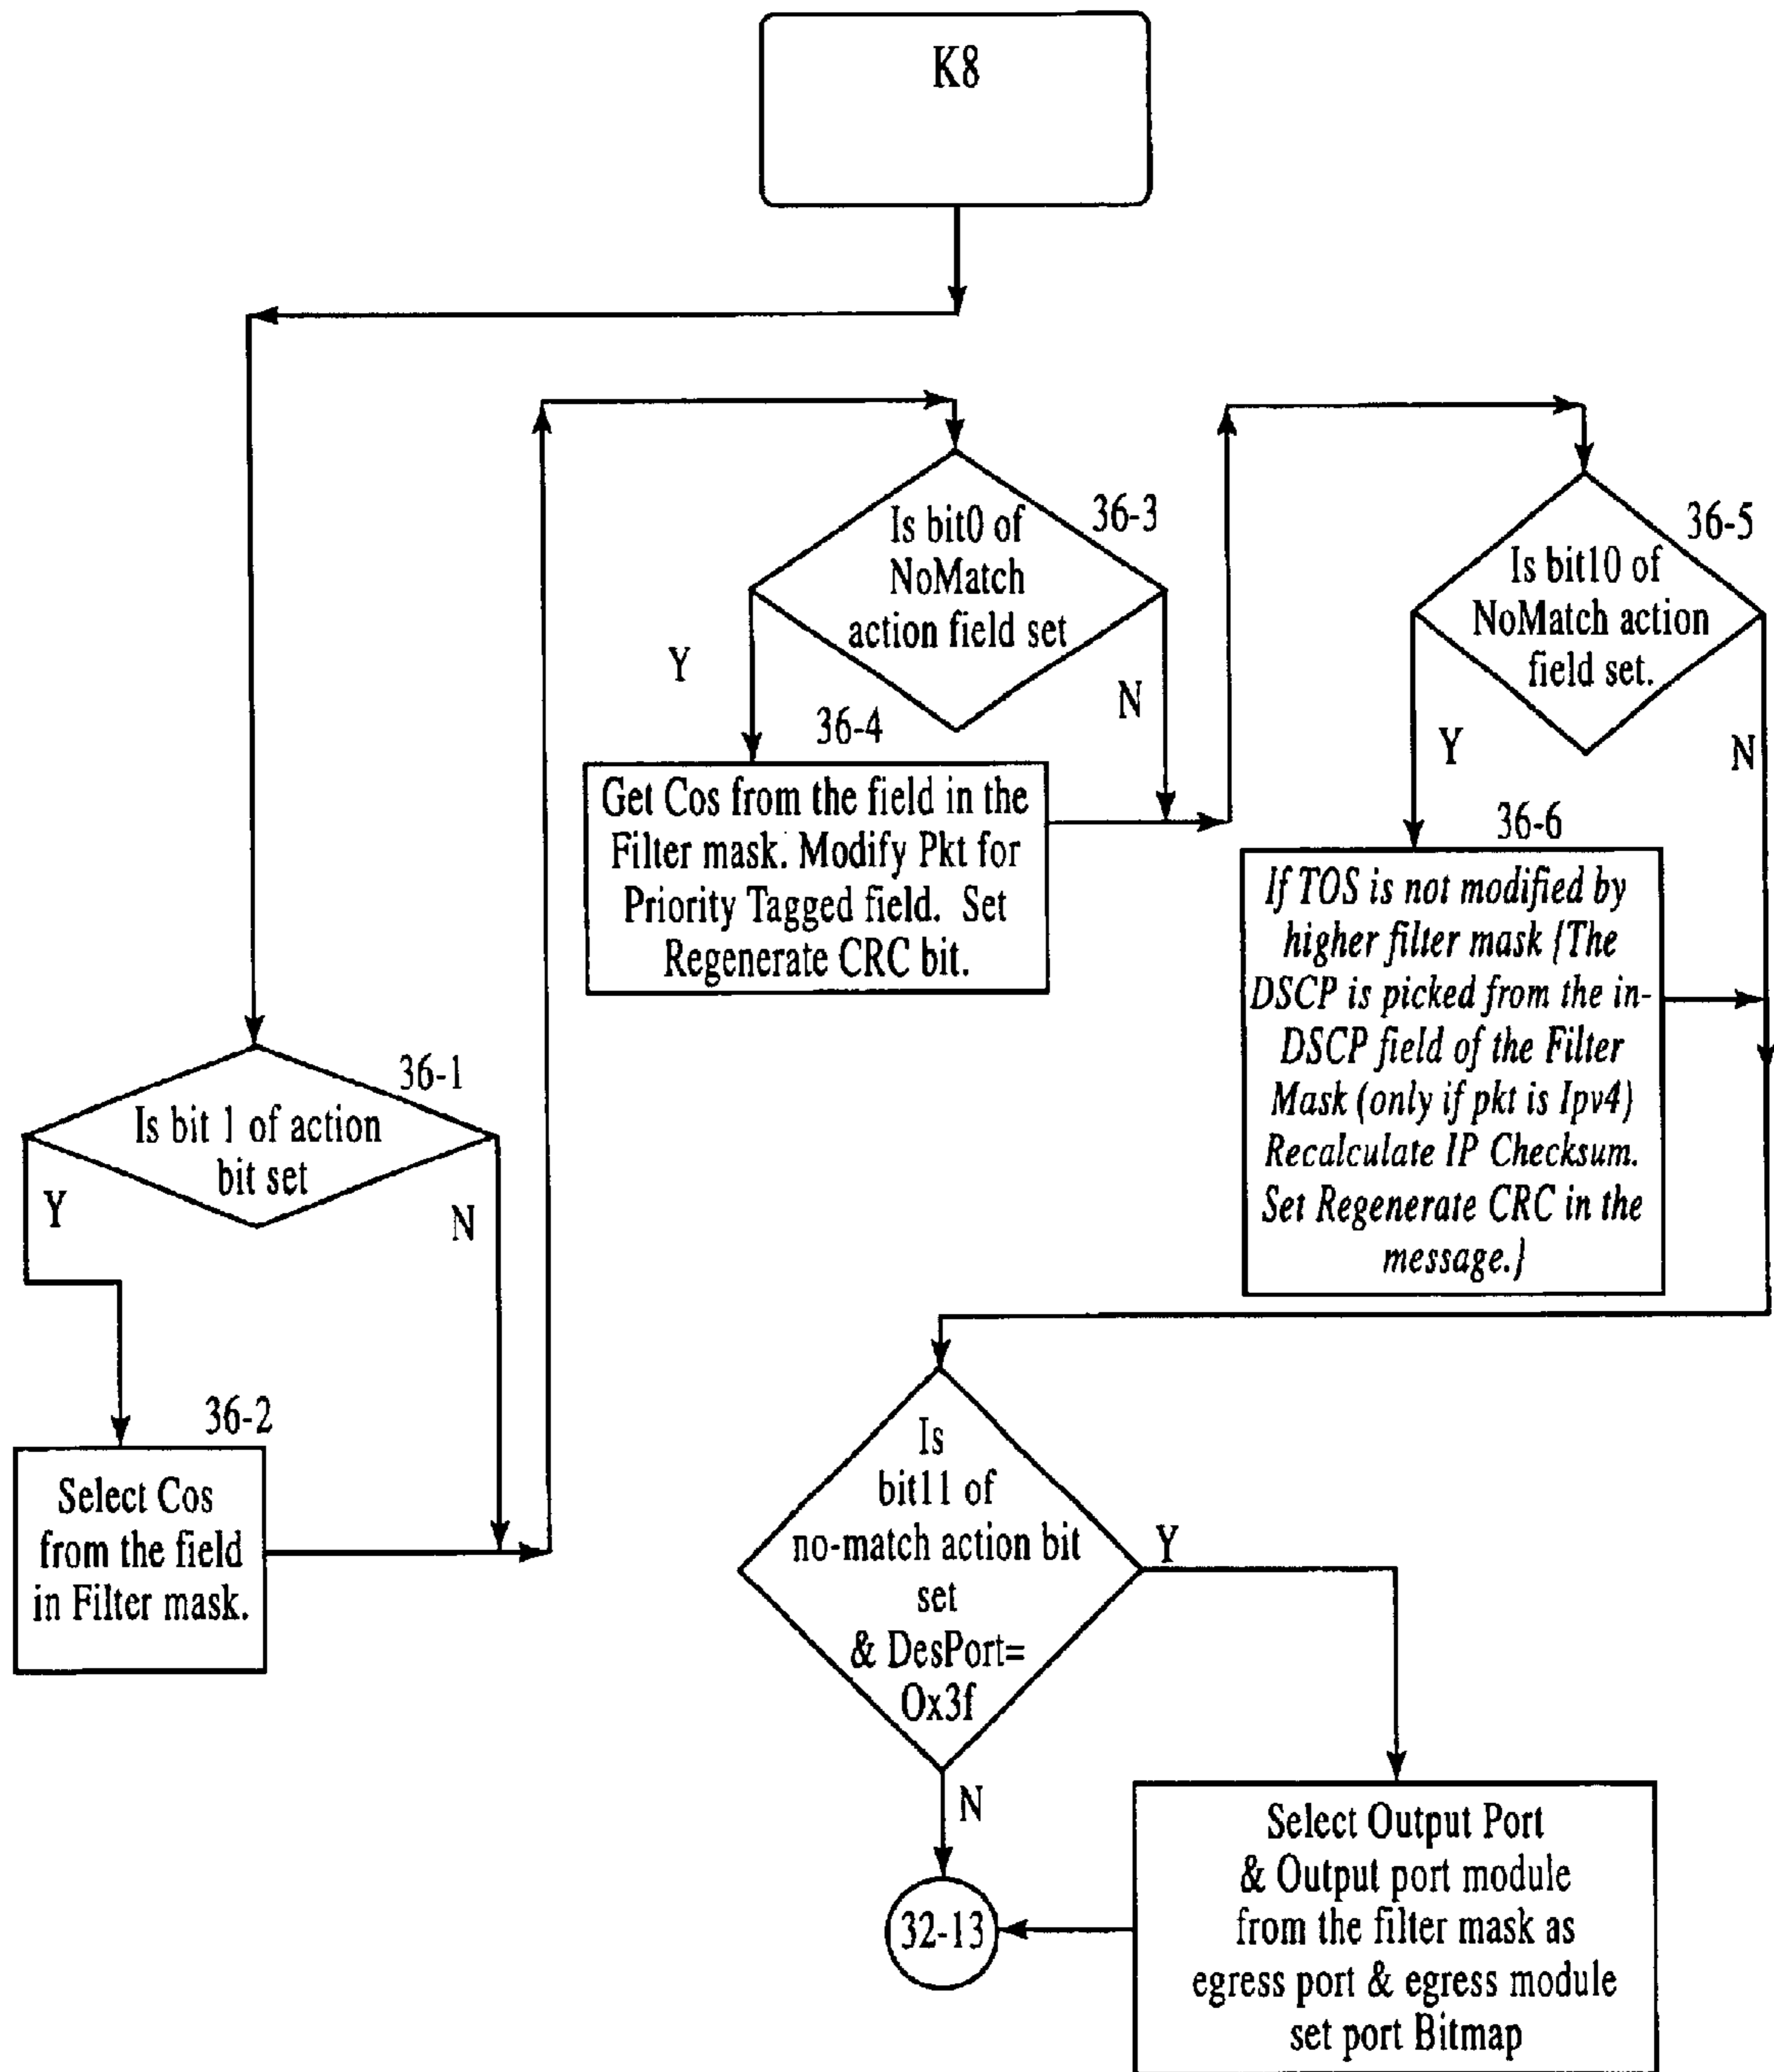 K8
36-3
Is bit0 of
NoMatch
action field set
Y
N
36-4
Get Cos from the field in the
Filter mask. Modify Pkt for
Priority Tagged field. Set
Regenerate CRC bit.
36-5
Is bit10 of
NoMatch action
field set.
Y
N
36-6
If TOS is not modified by
higher filter mask [The
DSCP is picked from the in-
DSCP field of the Filter
Mask (only if pkt is Ipv4)
Recalculate IP Checksum.
Set Regenerate CRC in the
message.]
36-1
Is bit 1 of action
bit set
Y
N
36-2
Select Cos
from the field
in Filter mask.
Is
bit11 of
no-match action bit
set
& DesPort=
0x3f
Y
N
32-13
Select Output Port
& Output port module
from the filter mask as
egress port & egress module
set port Bitmap